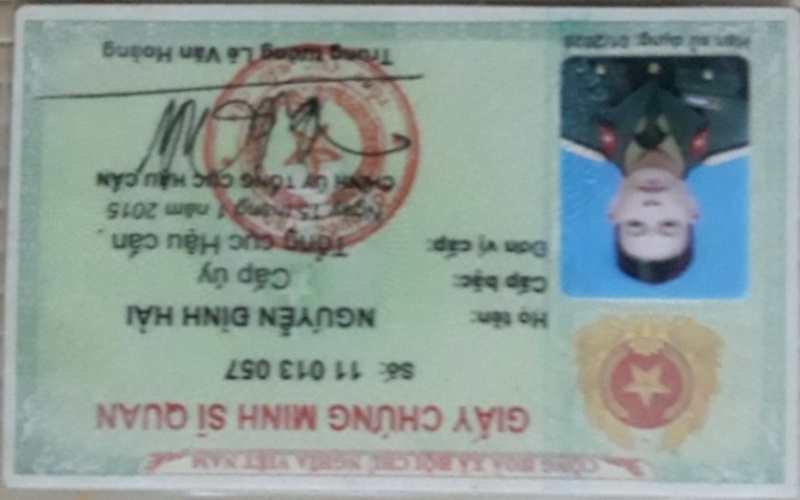 CỘNG HÒA XÃ HỘI CHỦ NGHĨA VIỆT NAM
GIẤY CHỨNG MINH SĨ QUAN
Số: 11 013 057
Họ tên: NGUYỄN ĐÌNH HẢI
Cấp bậc: Cấp úy
Đơn vị cấp: Tổng cục Hậu cần
Ngày 15 tháng 1 năm 2015
CHÍNH ỦY TỔNG CỤC HẬU CẦN
Trung tướng Lê Văn Hoàng
Hạn sử dụng: 01/2026